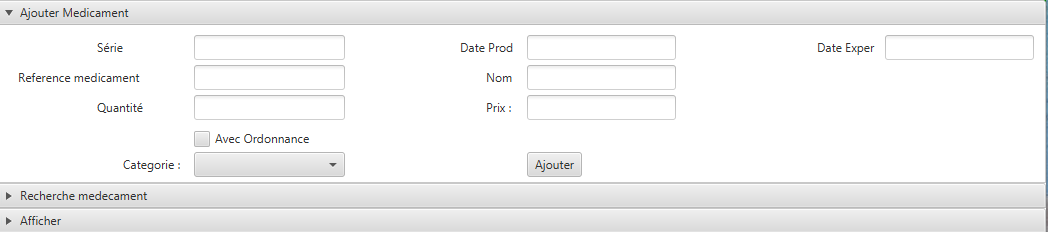 Ajouter Medicament
Série Date Prod Date Exper
Reference medicament Nom
Quantité Prix :
Avec Ordonnance
Categorie : Ajouter
Recherche medecament
Afficher